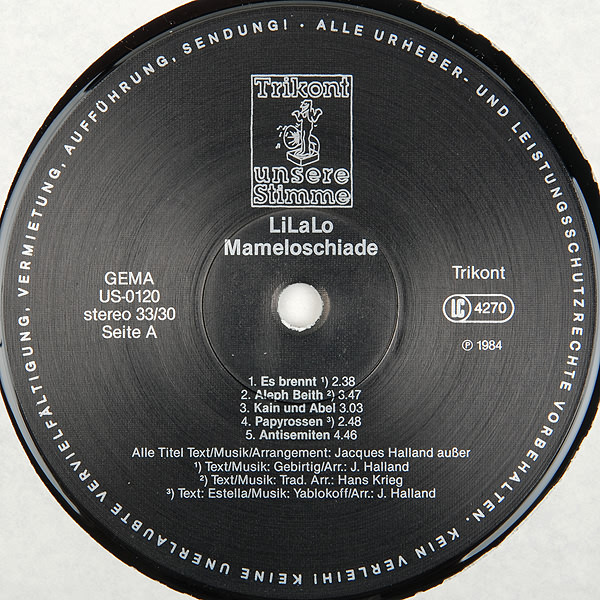 ALLE URHEBER- UND LEISTUNGSSCHUTZRECHTE VORBEHALTEN. KEIN VERLEIH! KEINE UNERLAUBTE VERVIELFÄLTIGUNG, VERMIETUNG, AUFFÜHRUNG, SENDUNG! ·
Trikont
unsere
Stimme
LiLaLo
Mameloschiade
GEMA
US-0120
stereo 33/30
Seite A
Trikont
LC 4270
℗ 1984
1. Es brennt ¹) 2.38
2. Aleph Beith ²) 3.47
3. Kain und Abel 3.03
4. Papyrossen ³) 2.48
5. Antisemiten 4.46
Alle Titel Text/Musik/Arrangement: Jacques Halland außer
¹) Text/Musik: Gebirtig/Arr.: J. Halland
²) Text/Musik: Trad. Arr.: Hans Krieg
³) Text: Estella/Musik: Yablokoff/Arr.: J. Halland